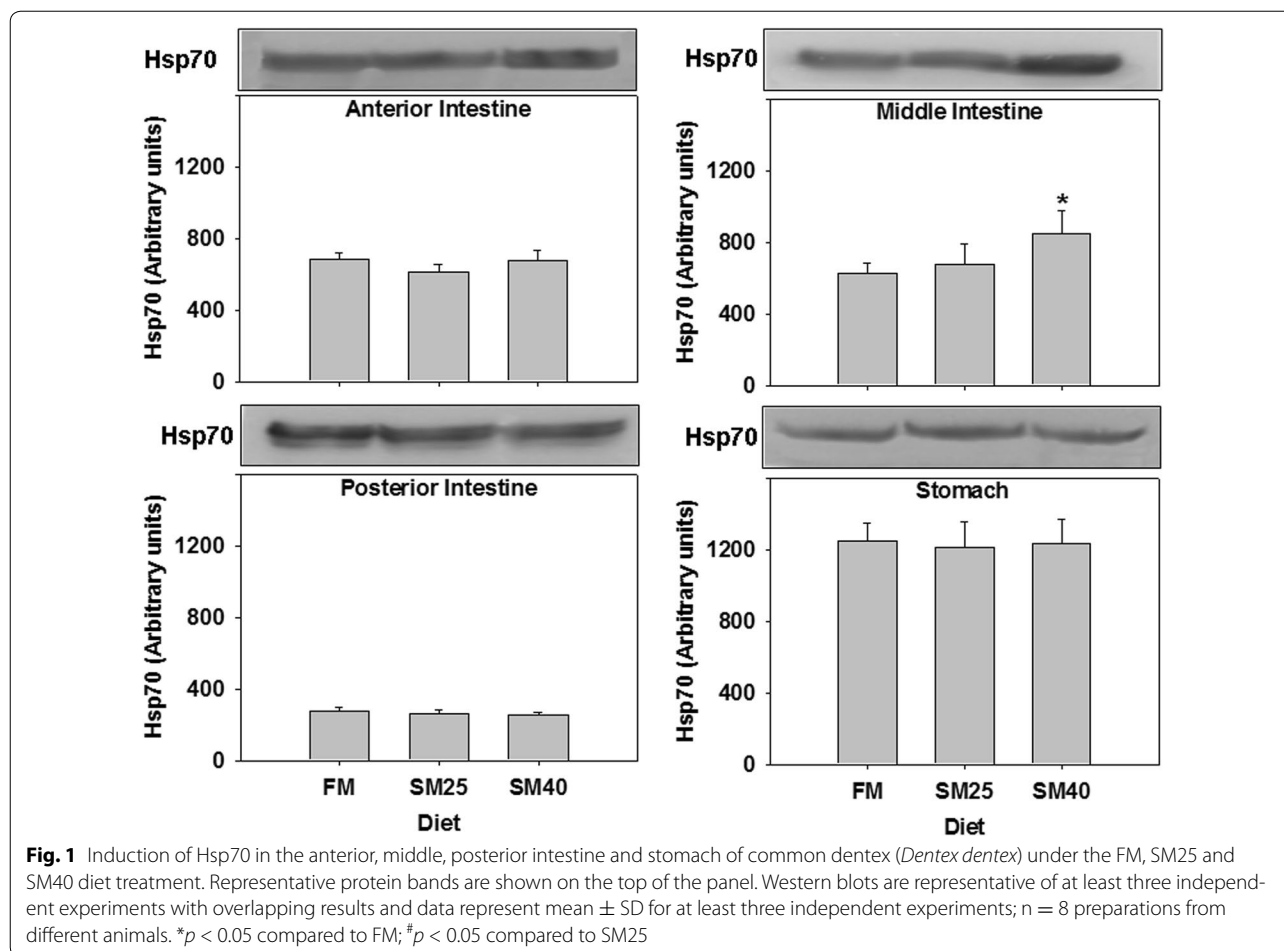 Hsp70
Anterior Intestine
Hsp70 (Arbitrary units)
1200
800
400
0
Hsp70
Middle Intestine
Hsp70 (Arbitrary units)
1200
800
400
0
*
Hsp70
Posterior Intestine
Hsp70 (Arbitrary units)
1200
800
400
0
FM SM25 SM40
Diet
Hsp70
Stomach
Hsp70 (Arbitrary units)
1200
800
400
0
FM SM25 SM40
Diet
Fig. 1 Induction of Hsp70 in the anterior, middle, posterior intestine and stomach of common dentex (Dentex dentex) under the FM, SM25 and
SM40 diet treatment. Representative protein bands are shown on the top of the panel. Western blots are representative of at least three independ-
ent experiments with overlapping results and data represent mean ± SD for at least three independent experiments; n = 8 preparations from
different animals. *p < 0.05 compared to FM; #p < 0.05 compared to SM25